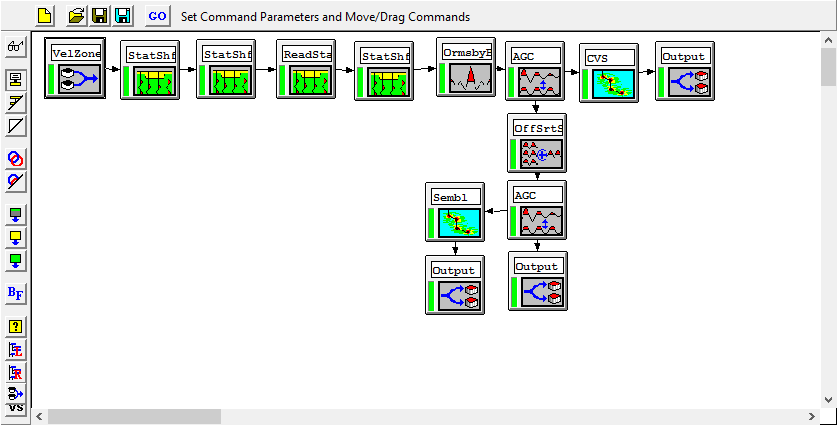 GO Set Command Parameters and Move/Drag Commands
VelZone StatShf StatShf ReadSta StatShf OrmsbyB AGC CVS Output
OffSrtS
Sembl AGC
Output Output
BF
?
L
R
VS